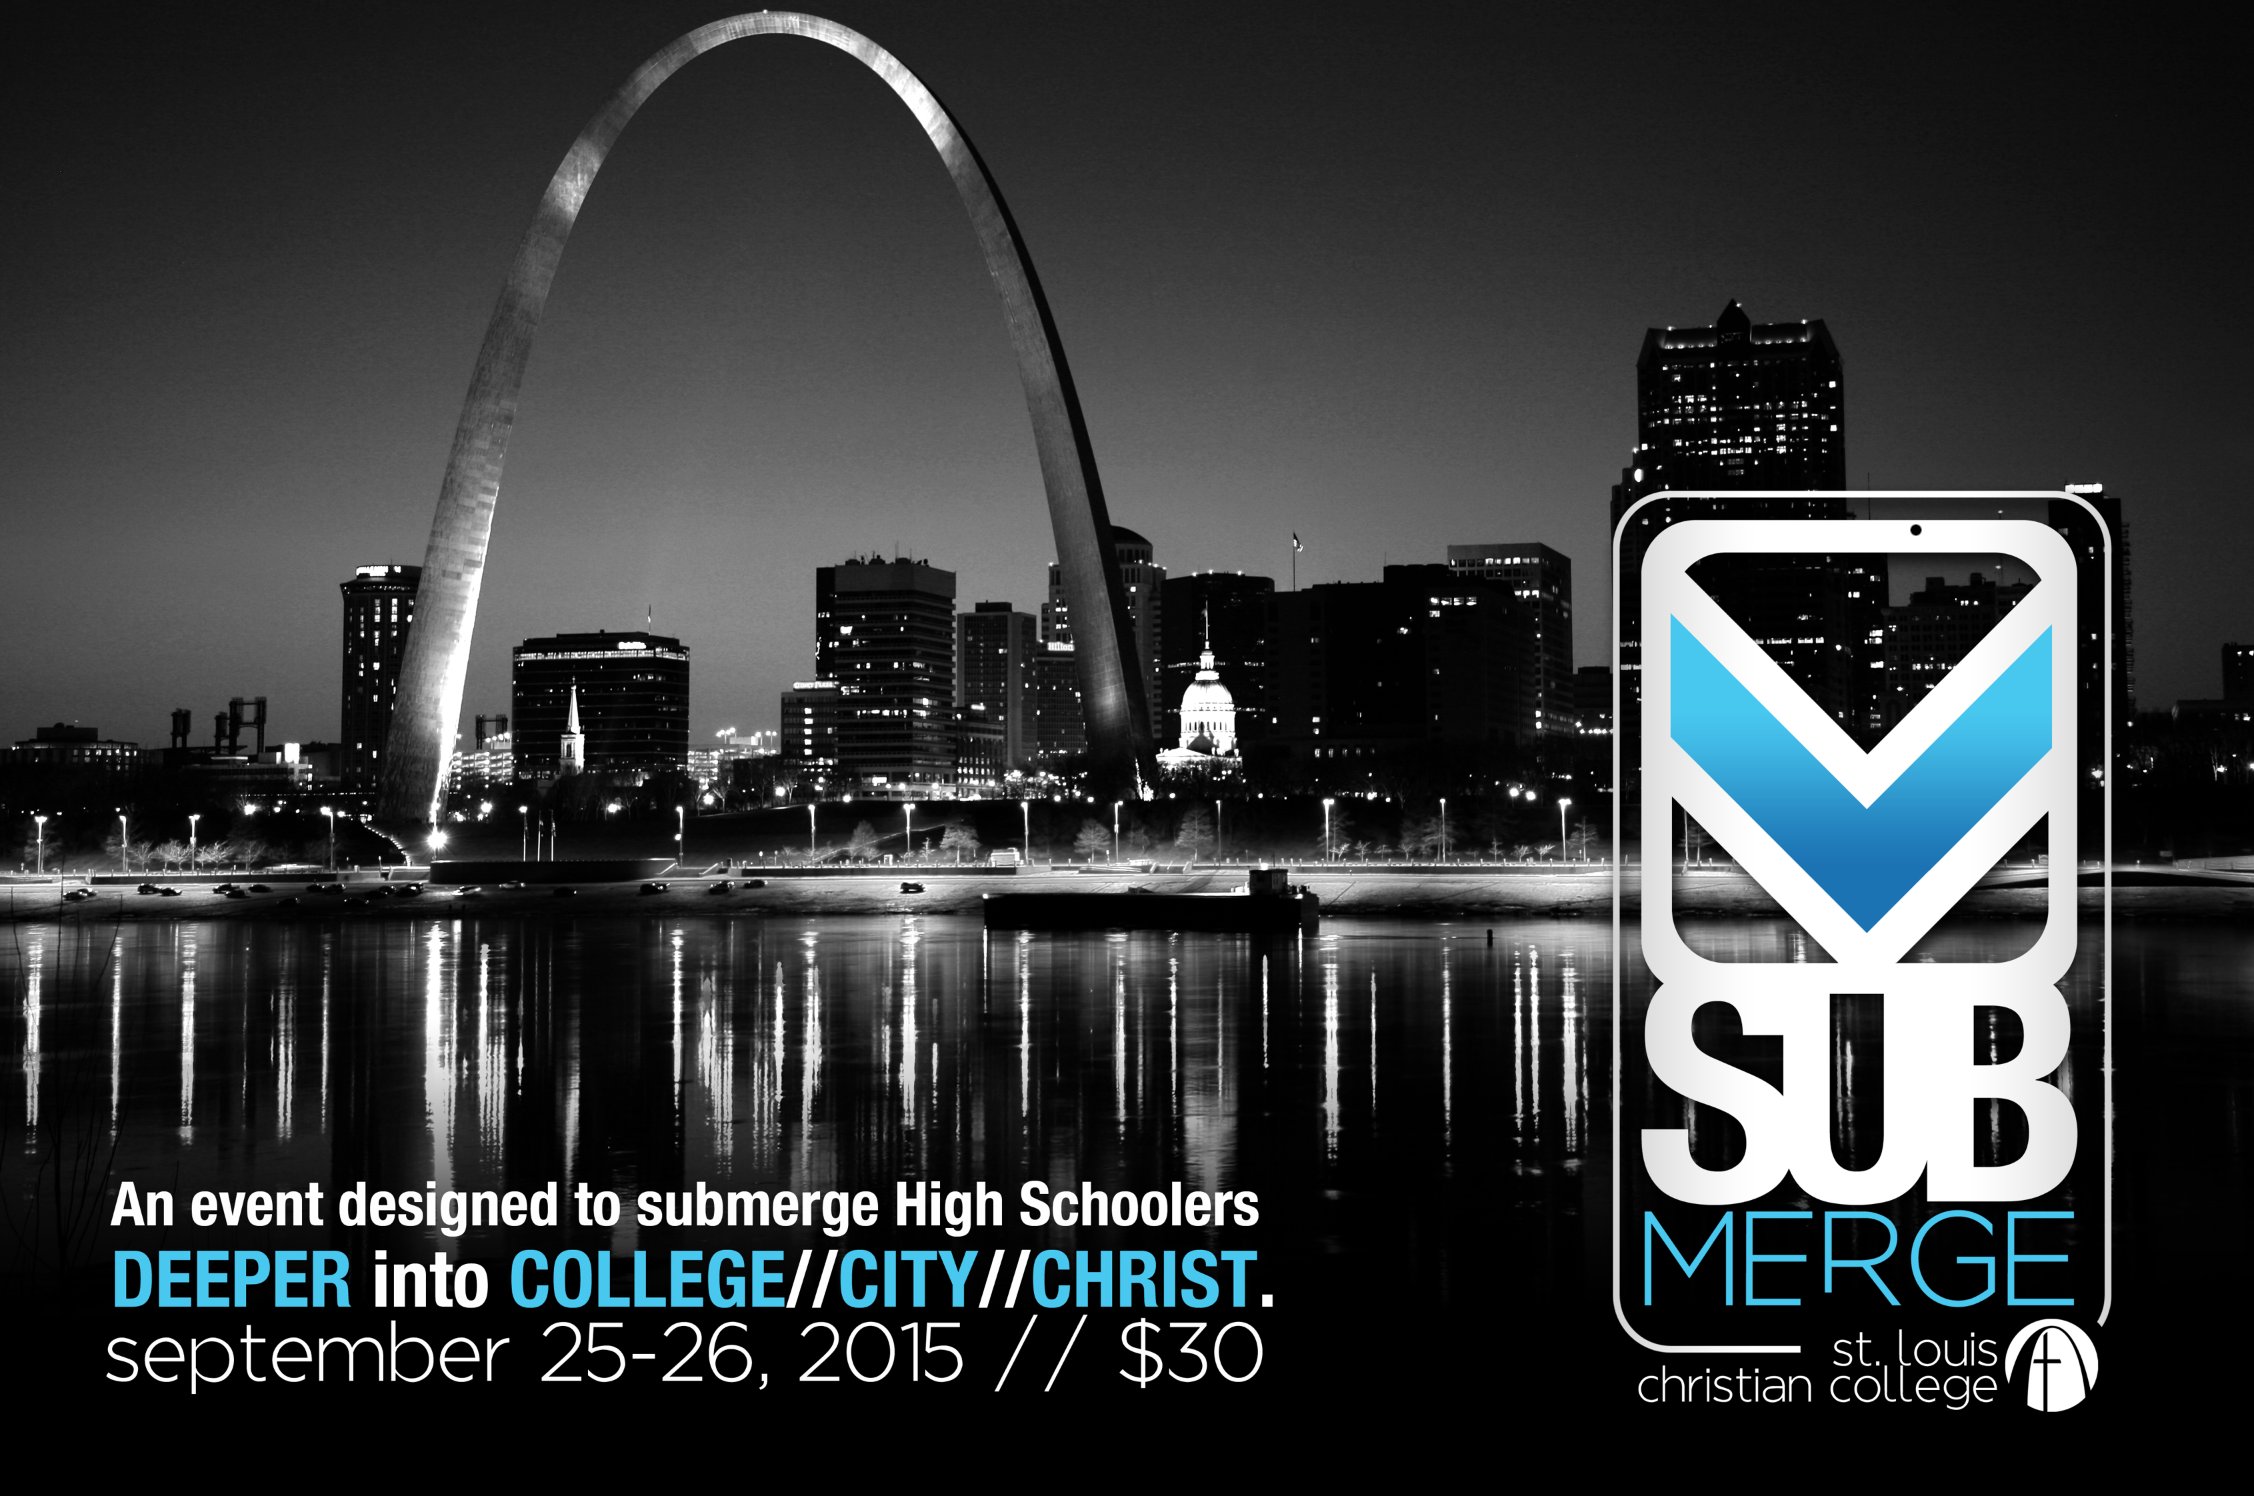 An event designed to submerge High Schoolers
DEEPER into COLLEGE//CITY//CHRIST.
september 25-26, 2015 // $30
SUB
MERGE
st. louis
christian college